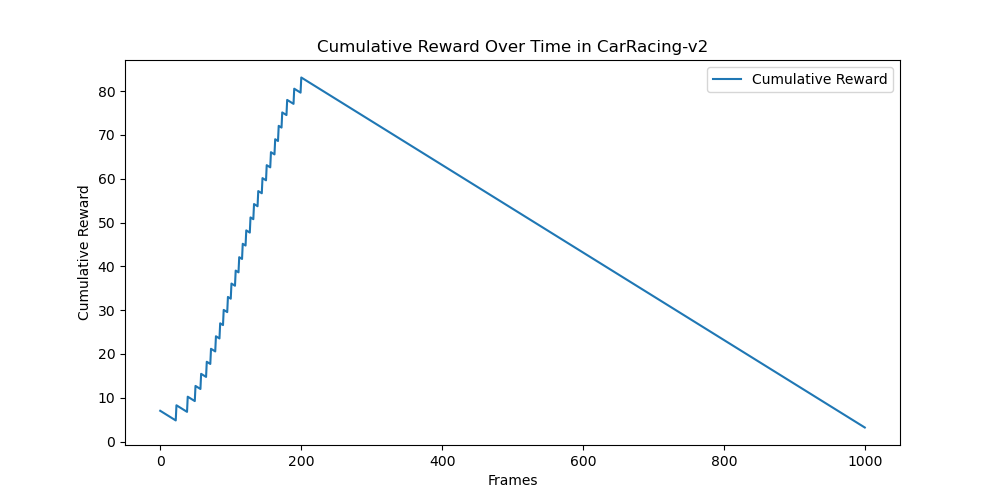 Cumulative Reward Over Time in CarRacing-v2
Cumulative Reward
80
70
60
50
40
30
20
10
0
Cumulative Reward
0 200 400 600 800 1000
Frames